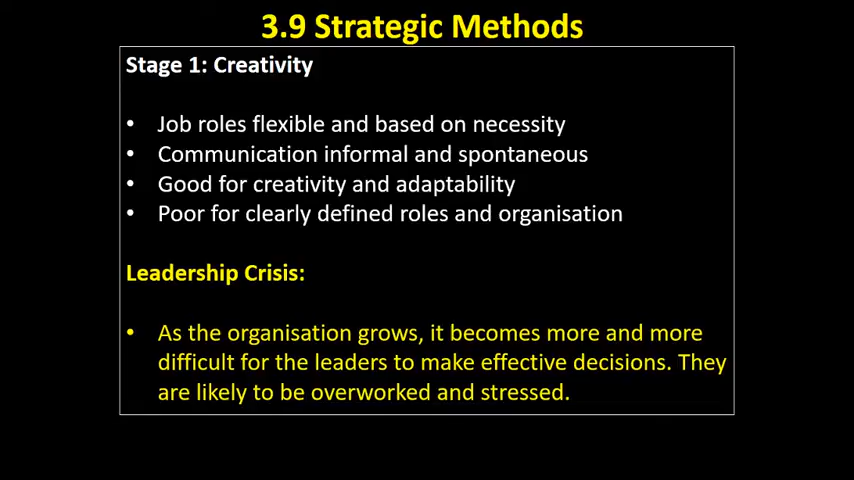 3.9 Strategic Methods
Stage 1: Creativity
• Job roles flexible and based on necessity
• Communication informal and spontaneous
• Good for creativity and adaptability
• Poor for clearly defined roles and organisation
Leadership Crisis:
• As the organisation grows, it becomes more and more
difficult for the leaders to make effective decisions. They
are likely to be overworked and stressed.